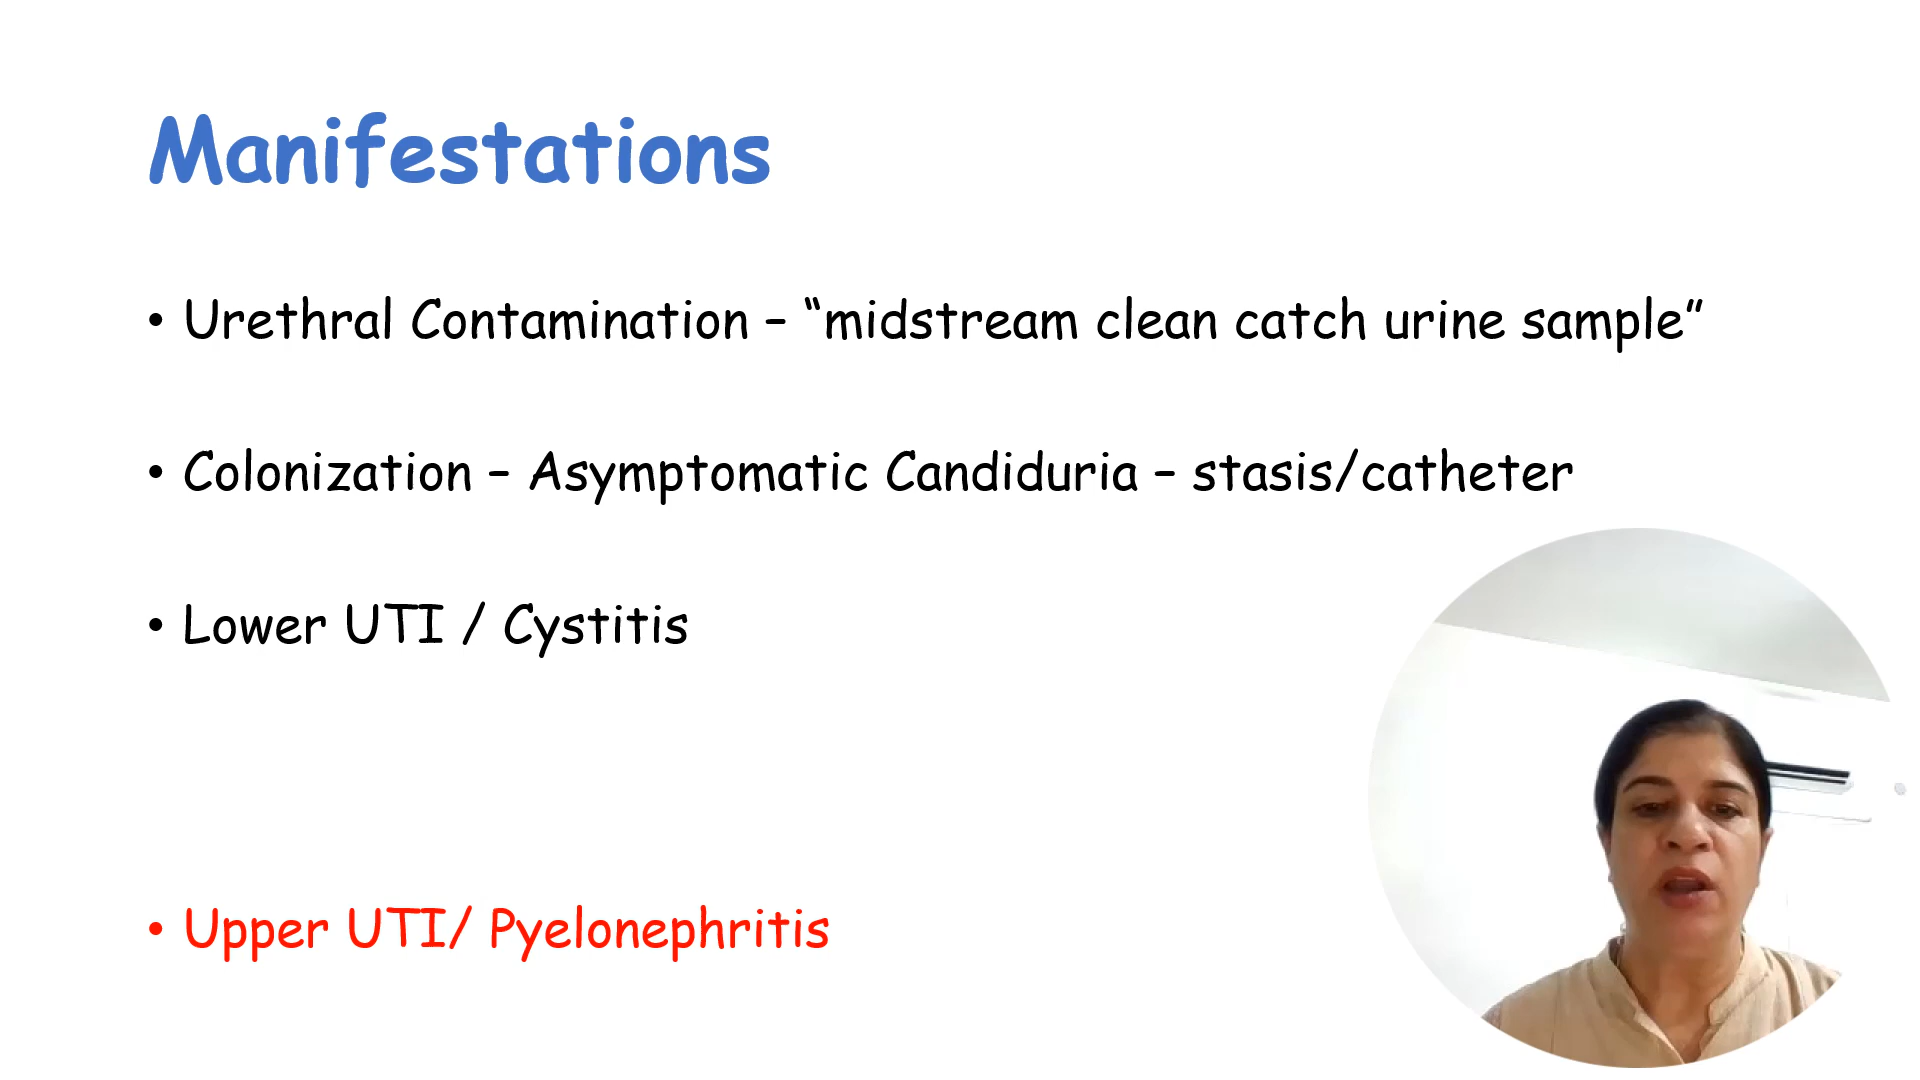 Manifestations
• Urethral Contamination – “midstream clean catch urine sample”
• Colonization – Asymptomatic Candiduria – stasis/catheter
• Lower UTI / Cystitis
• Upper UTI/ Pyelonephritis